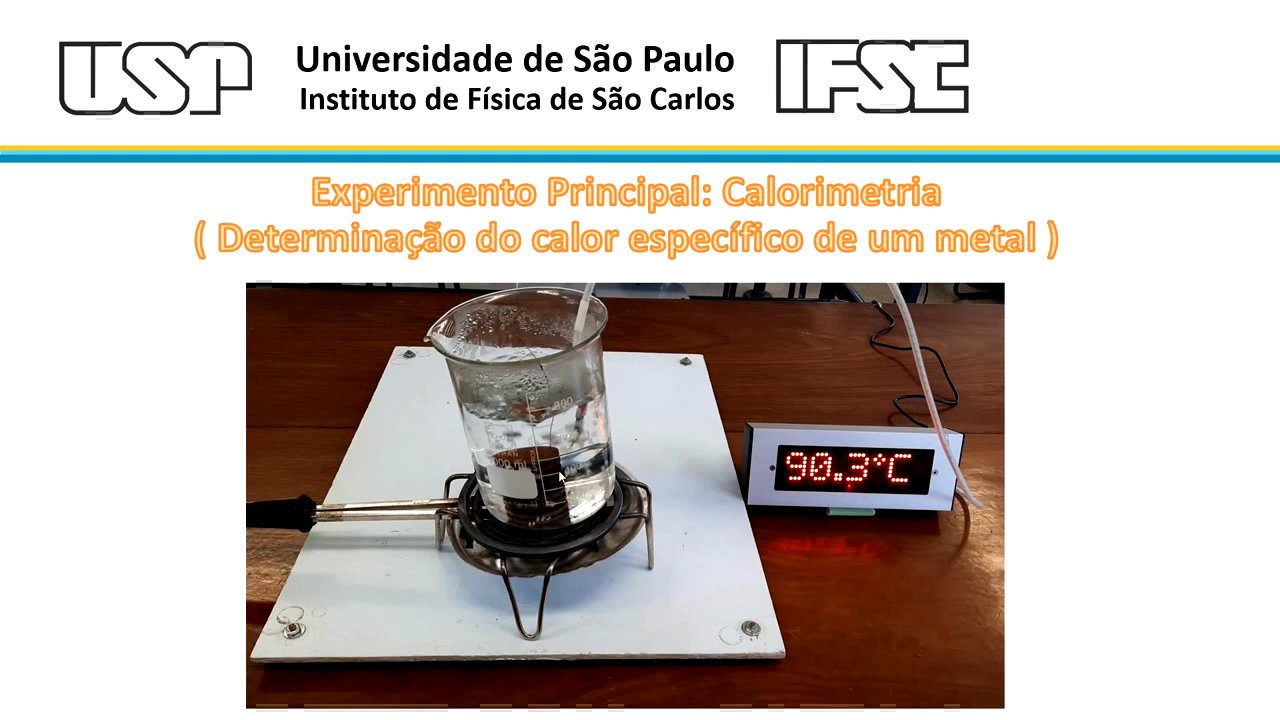 USP
Universidade de São Paulo
Instituto de Física de São Carlos
IFSC
Experimento Principal: Calorimetria
( Determinação do calor específico de um metal )
800
90.3°C